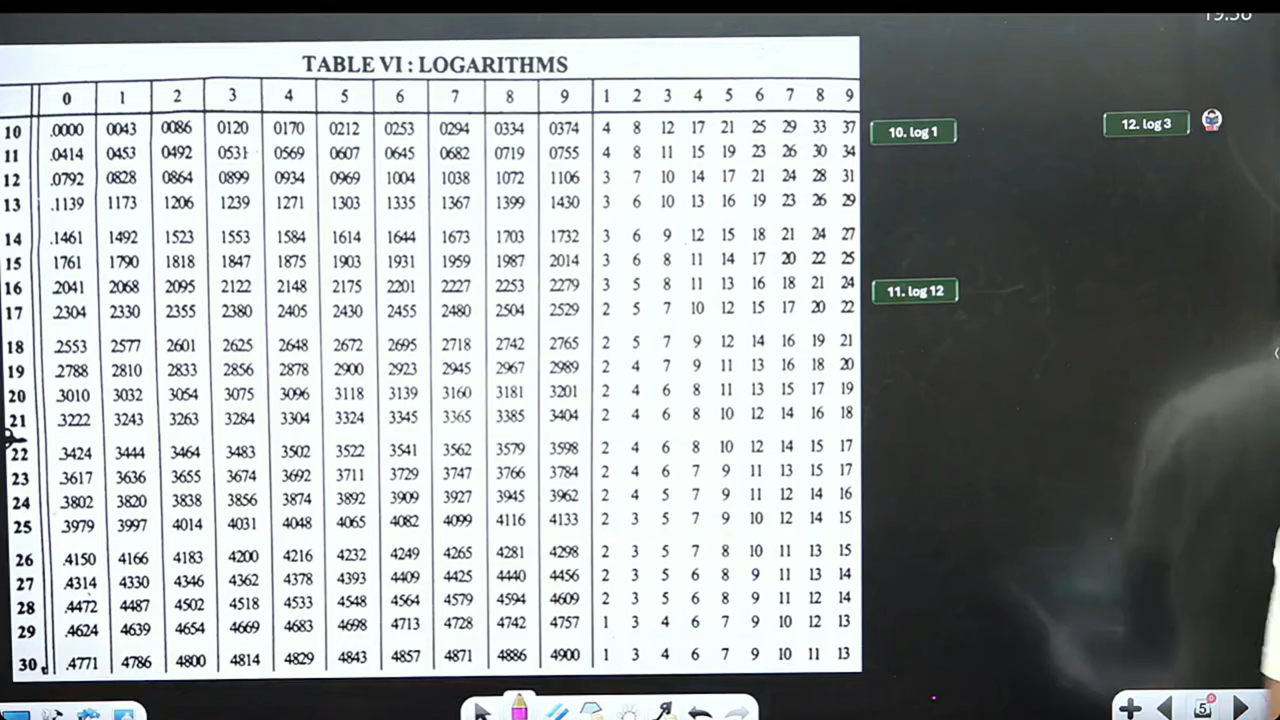 TABLE VI : LOGARITHMS
0 1 2 3 4 5 6 7 8 9 1 2 3 4 5 6 7 8 9
10 .0000 0043 0086 0120 0170 0212 0253 0294 0334 0374 4 8 12 17 21 25 29 33 37
11 .0414 0453 0492 0531 0569 0607 0645 0682 0719 0755 4 8 11 15 19 23 26 30 34
12 .0792 0828 0864 0899 0934 0969 1004 1038 1072 1106 3 7 10 14 17 21 24 28 31
13 .1139 1173 1206 1239 1271 1303 1335 1367 1399 1430 3 6 10 13 16 19 23 26 29
14 .1461 1492 1523 1553 1584 1614 1644 1673 1703 1732 3 6 9 12 15 18 21 24 27
15 1761 1790 1818 1847 1875 1903 1931 1959 1987 2014 3 6 8 11 14 17 20 22 25
16 .2041 2068 2095 2122 2148 2175 2201 2227 2253 2279 3 5 8 11 13 16 18 21 24
17 .2304 2330 2355 2380 2405 2430 2455 2480 2504 2529 2 5 7 10 12 15 17 20 22
18 .2553 2577 2601 2625 2648 2672 2695 2718 2742 2765 2 5 7 9 12 14 16 19 21
19 .2788 2810 2833 2856 2878 2900 2923 2945 2967 2989 2 4 7 9 11 13 16 18 20
20 .3010 3032 3054 3075 3096 3118 3139 3160 3181 3201 2 4 6 8 11 13 15 17 19
21 .3222 3243 3263 3284 3304 3324 3345 3365 3385 3404 2 4 6 8 10 12 14 16 18
22 .3424 3444 3464 3483 3502 3522 3541 3562 3579 3598 2 4 6 8 10 12 14 15 17
23 .3617 3636 3655 3674 3692 3711 3729 3747 3766 3784 2 4 6 7 9 11 13 15 17
24 .3802 3820 3838 3856 3874 3892 3909 3927 3945 3962 2 4 5 7 9 11 12 14 16
25 .3979 3997 4014 4031 4048 4065 4082 4099 4116 4133 2 3 5 7 9 10 12 14 15
26 .4150 4166 4183 4200 4216 4232 4249 4265 4281 4298 2 3 5 7 8 10 11 13 15
27 .4314 4330 4346 4362 4378 4393 4409 4425 4440 4456 2 3 5 6 8 9 11 13 14
28 .4472 4487 4502 4518 4533 4548 4564 4579 4594 4609 2 3 5 6 8 9 11 12 14
29 .4624 4639 4654 4669 4683 4698 4713 4728 4742 4757 1 3 4 6 7 9 10 12 13
30 .4771 4786 4800 4814 4829 4843 4857 4871 4886 4900 1 3 4 6 7 9 10 11 13
10. log 1
12. log 3
11. log 12
5